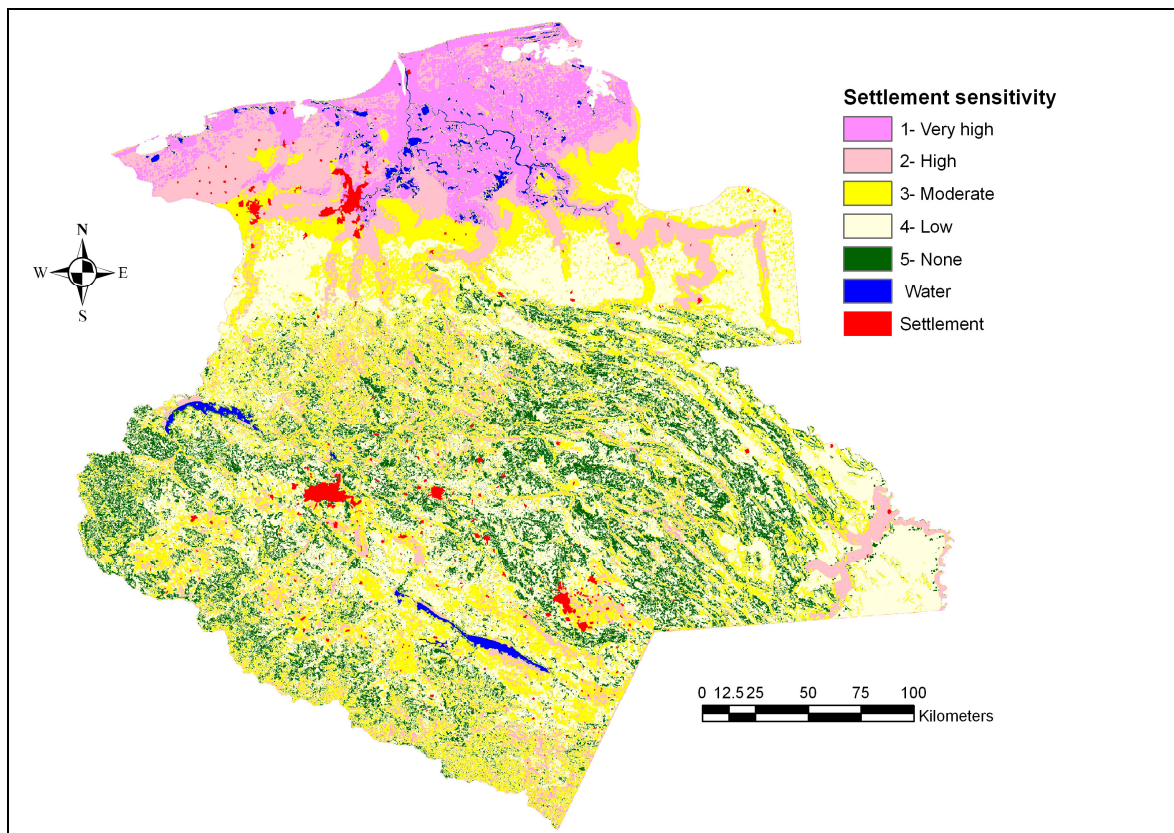 Settlement sensitivity
1- Very high
2- High
3- Moderate
4- Low
5- None
Water
Settlement
N
W E
S
0 12.5 25 50 75 100
Kilometers